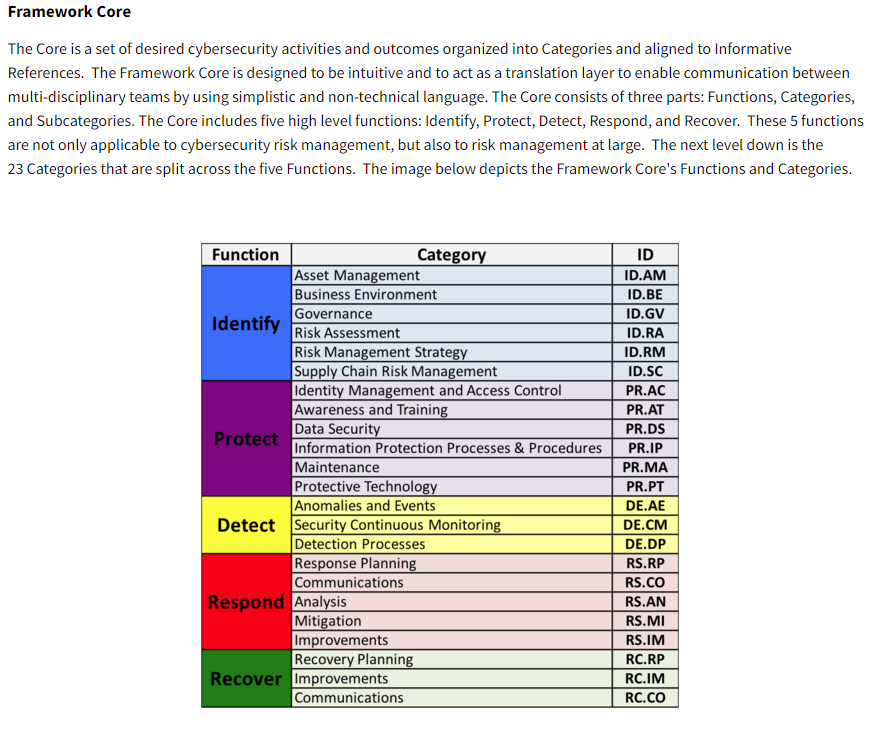 Framework Core
The Core is a set of desired cybersecurity activities and outcomes organized into Categories and aligned to Informative
References.  The Framework Core is designed to be intuitive and to act as a translation layer to enable communication between
multi-disciplinary teams by using simplistic and non-technical language. The Core consists of three parts: Functions, Categories,
and Subcategories. The Core includes five high level functions: Identify, Protect, Detect, Respond, and Recover.  These 5 functions
are not only applicable to cybersecurity risk management, but also to risk management at large.  The next level down is the
23 Categories that are split across the five Functions.  The image below depicts the Framework Core's Functions and Categories.
Function Category ID
Identify
Asset Management ID.AM
Business Environment ID.BE
Governance ID.GV
Risk Assessment ID.RA
Risk Management Strategy ID.RM
Supply Chain Risk Management ID.SC
Protect
Identity Management and Access Control PR.AC
Awareness and Training PR.AT
Data Security PR.DS
Information Protection Processes & Procedures PR.IP
Maintenance PR.MA
Protective Technology PR.PT
Detect
Anomalies and Events DE.AE
Security Continuous Monitoring DE.CM
Detection Processes DE.DP
Respond
Response Planning RS.RP
Communications RS.CO
Analysis RS.AN
Mitigation RS.MI
Improvements RS.IM
Recover
Recovery Planning RC.RP
Improvements RC.IM
Communications RC.CO